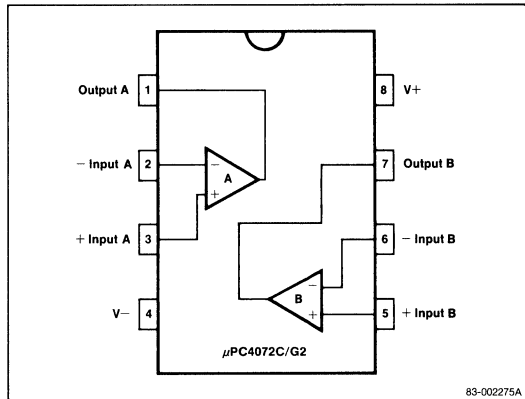 Output A 1
8 V+
− Input A 2
− +
A
7 Output B
+ Input A 3
6 − Input B
− +
B
V− 4
5 + Input B
μPC4072C/G2
83-002275A